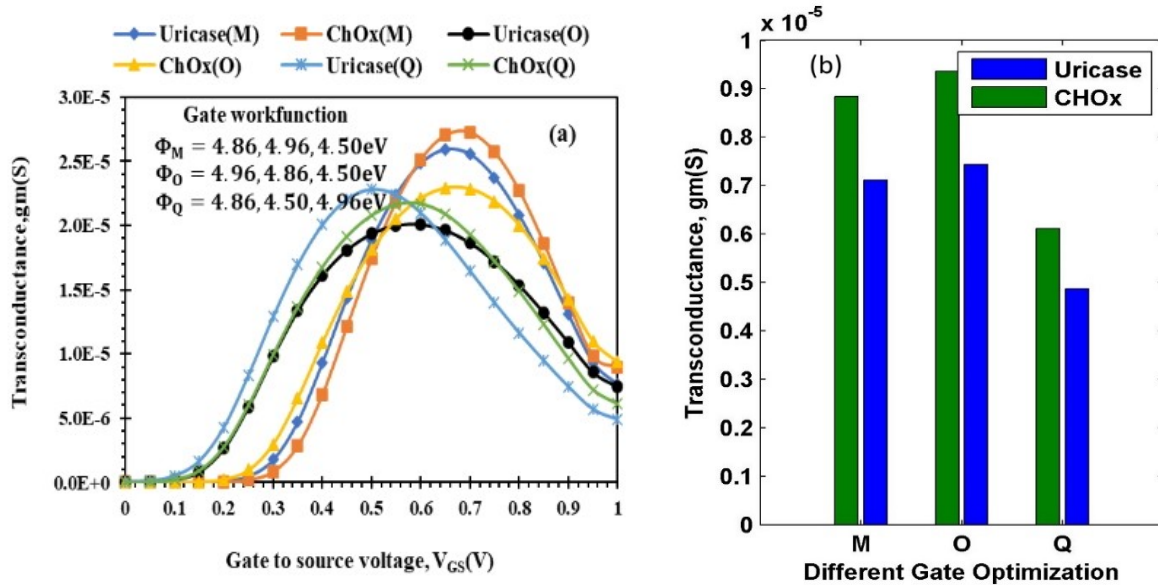 Uricase(M) ChOx(M) Uricase(O)
ChOx(O) Uricase(Q) ChOx(Q)
3.0E-5
2.5E-5
2.0E-5
1.5E-5
1.0E-5
5.0E-6
0.0E+0
Transconductance,gm(S)
Gate workfunction
Φ_M = 4.86,4.96,4.50eV
Φ_O = 4.96,4.86,4.50eV
Φ_Q = 4.86,4.50,4.96eV
(a)
0 0.1 0.2 0.3 0.4 0.5 0.6 0.7 0.8 0.9 1
Gate to source voltage, V_GS(V)
x 10^-5
1
0.9
0.8
0.7
0.6
0.5
0.4
0.3
0.2
0.1
0
Transconductance, gm(S)
(b)
Uricase
CHOx
M O Q
Different Gate Optimization